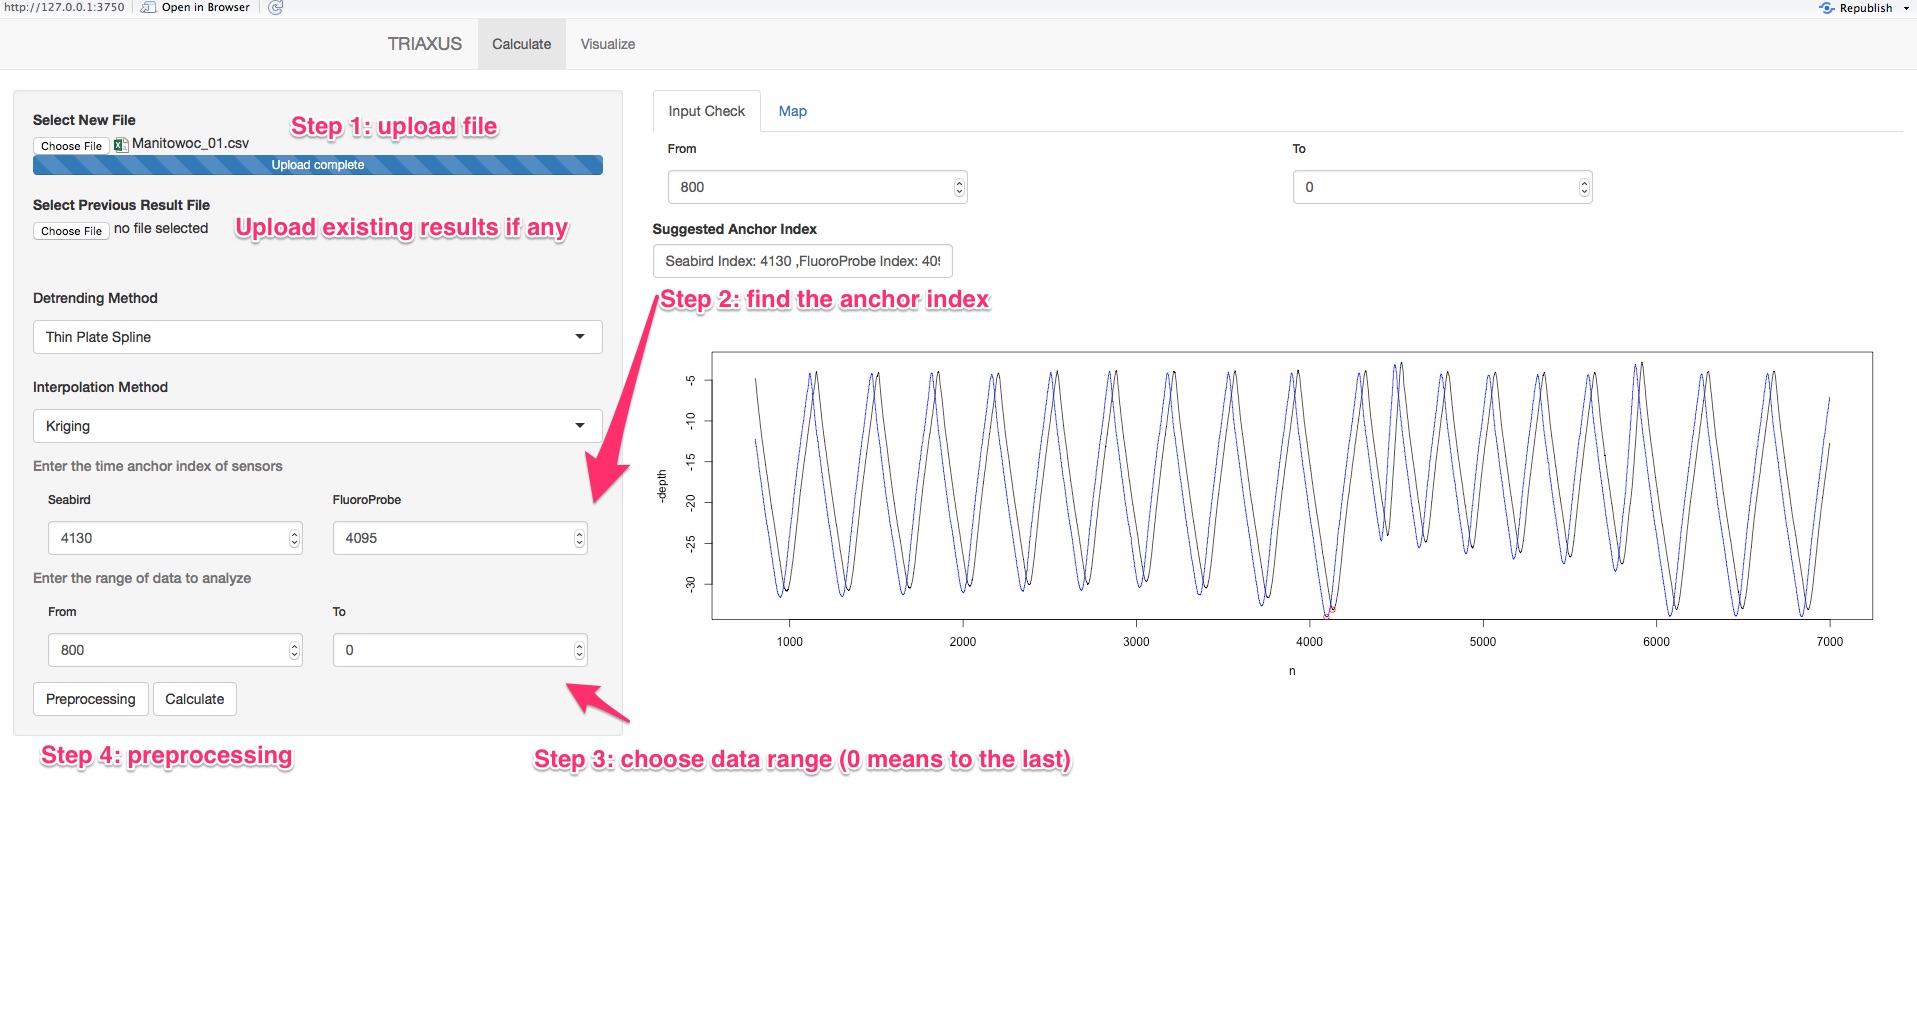 http://127.0.0.1:3750 Open in Browser Republish
TRIAXUS Calculate Visualize
Select New File
Step 1: upload file
Choose File Manitowoc_01.csv
Upload complete
Select Previous Result File
Choose File no file selected
Upload existing results if any
Detrending Method
Thin Plate Spline
Interpolation Method
Kriging
Enter the time anchor index of sensors
Seabird FluoroProbe
4130 4095
Enter the range of data to analyze
From To
800 0
Preprocessing Calculate
Step 4: preprocessing
Step 3: choose data range (0 means to the last)
Input Check Map
From To
800 0
Suggested Anchor Index
Seabird Index: 4130 ,FluoroProbe Index: 409
Step 2: find the anchor index
-depth
-5
-10
-15
-20
-25
-30
1000 2000 3000 4000 5000 6000 7000
n